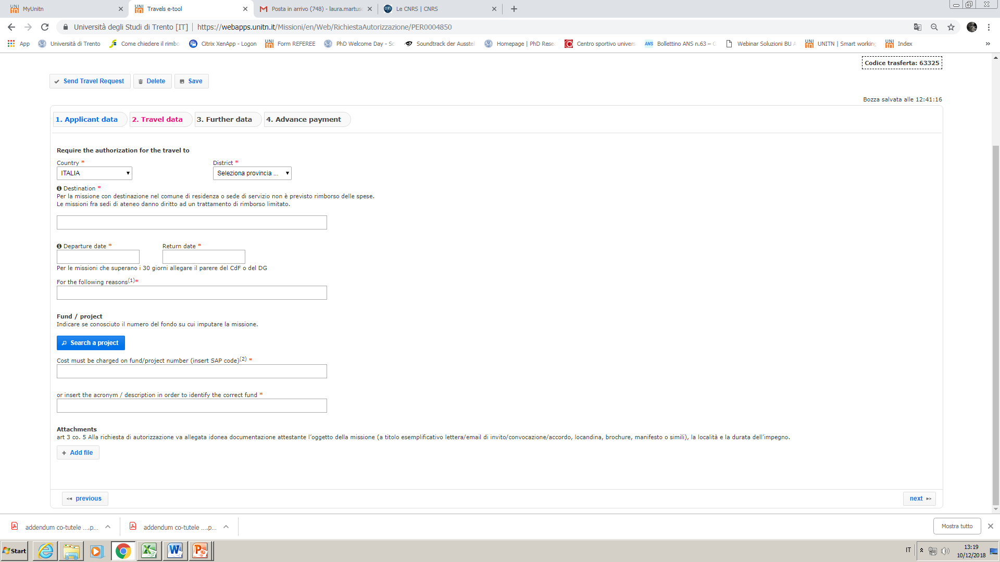 MyUnitn
Travels e-tool
Posta in arrivo (748) - laura.martusc
Le CNRS | CNRS
Università degli Studi di Trento [IT] | https://webapps.unitn.it/Missioni/en/Web/RichiestaAutorizzazione/PER0004850
App
Università di Trento
Come chiedere il rimbo
Citrix XenApp - Logon
Form REFEREE
PhD Welcome Day - Sc
Soundtrack der Ausstel
Homepage | PhD Rese
Centro sportivo univers
ANS Bollettino ANS n.63 – G
Webinar Soluzioni BU A
UNITN | Smart working
Index
»
Codice trasferta: 63325
Send Travel Request
Delete
Save
Bozza salvata alle 12:41:16
1. Applicant data
2. Travel data
3. Further data
4. Advance payment
Require the authorization for the travel to
Country *
District *
ITALIA
Seleziona provincia ...
Destination *
Per la missione con destinazione nel comune di residenza o sede di servizio non è previsto rimborso delle spese.
Le missioni fra sedi di ateneo danno diritto ad un trattamento di rimborso limitato.
Departure date *
Return date *
Per le missioni che superano i 30 giorni allegare il parere del CdF o del DG
For the following reasons(1)*
Fund / project
Indicare se conosciuto il numero del fondo su cui imputare la missione.
Search a project
Cost must be charged on fund/project number (insert SAP code)(2) *
or insert the acronym / description in order to identify the correct fund *
Attachments
art 3 co. 5 Alla richiesta di autorizzazione va allegata idonea documentazione attestante l’oggetto della missione (a titolo esemplificativo lettera/email di invito/convocazione/accordo, locandina, brochure, manifesto o simili), la località e la durata dell’impegno.
+ Add file
previous
next
addendum co-tutele ....p...
addendum co-tutele ....p...
Mostra tutto
Start
IT
13:19
10/12/2018